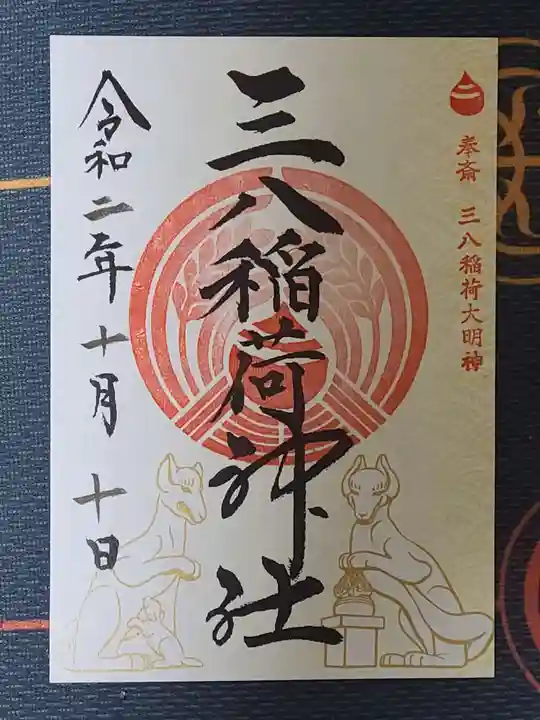 二
奉斎 三八稲荷大明神
三八稲荷神社
令和二年十月十日